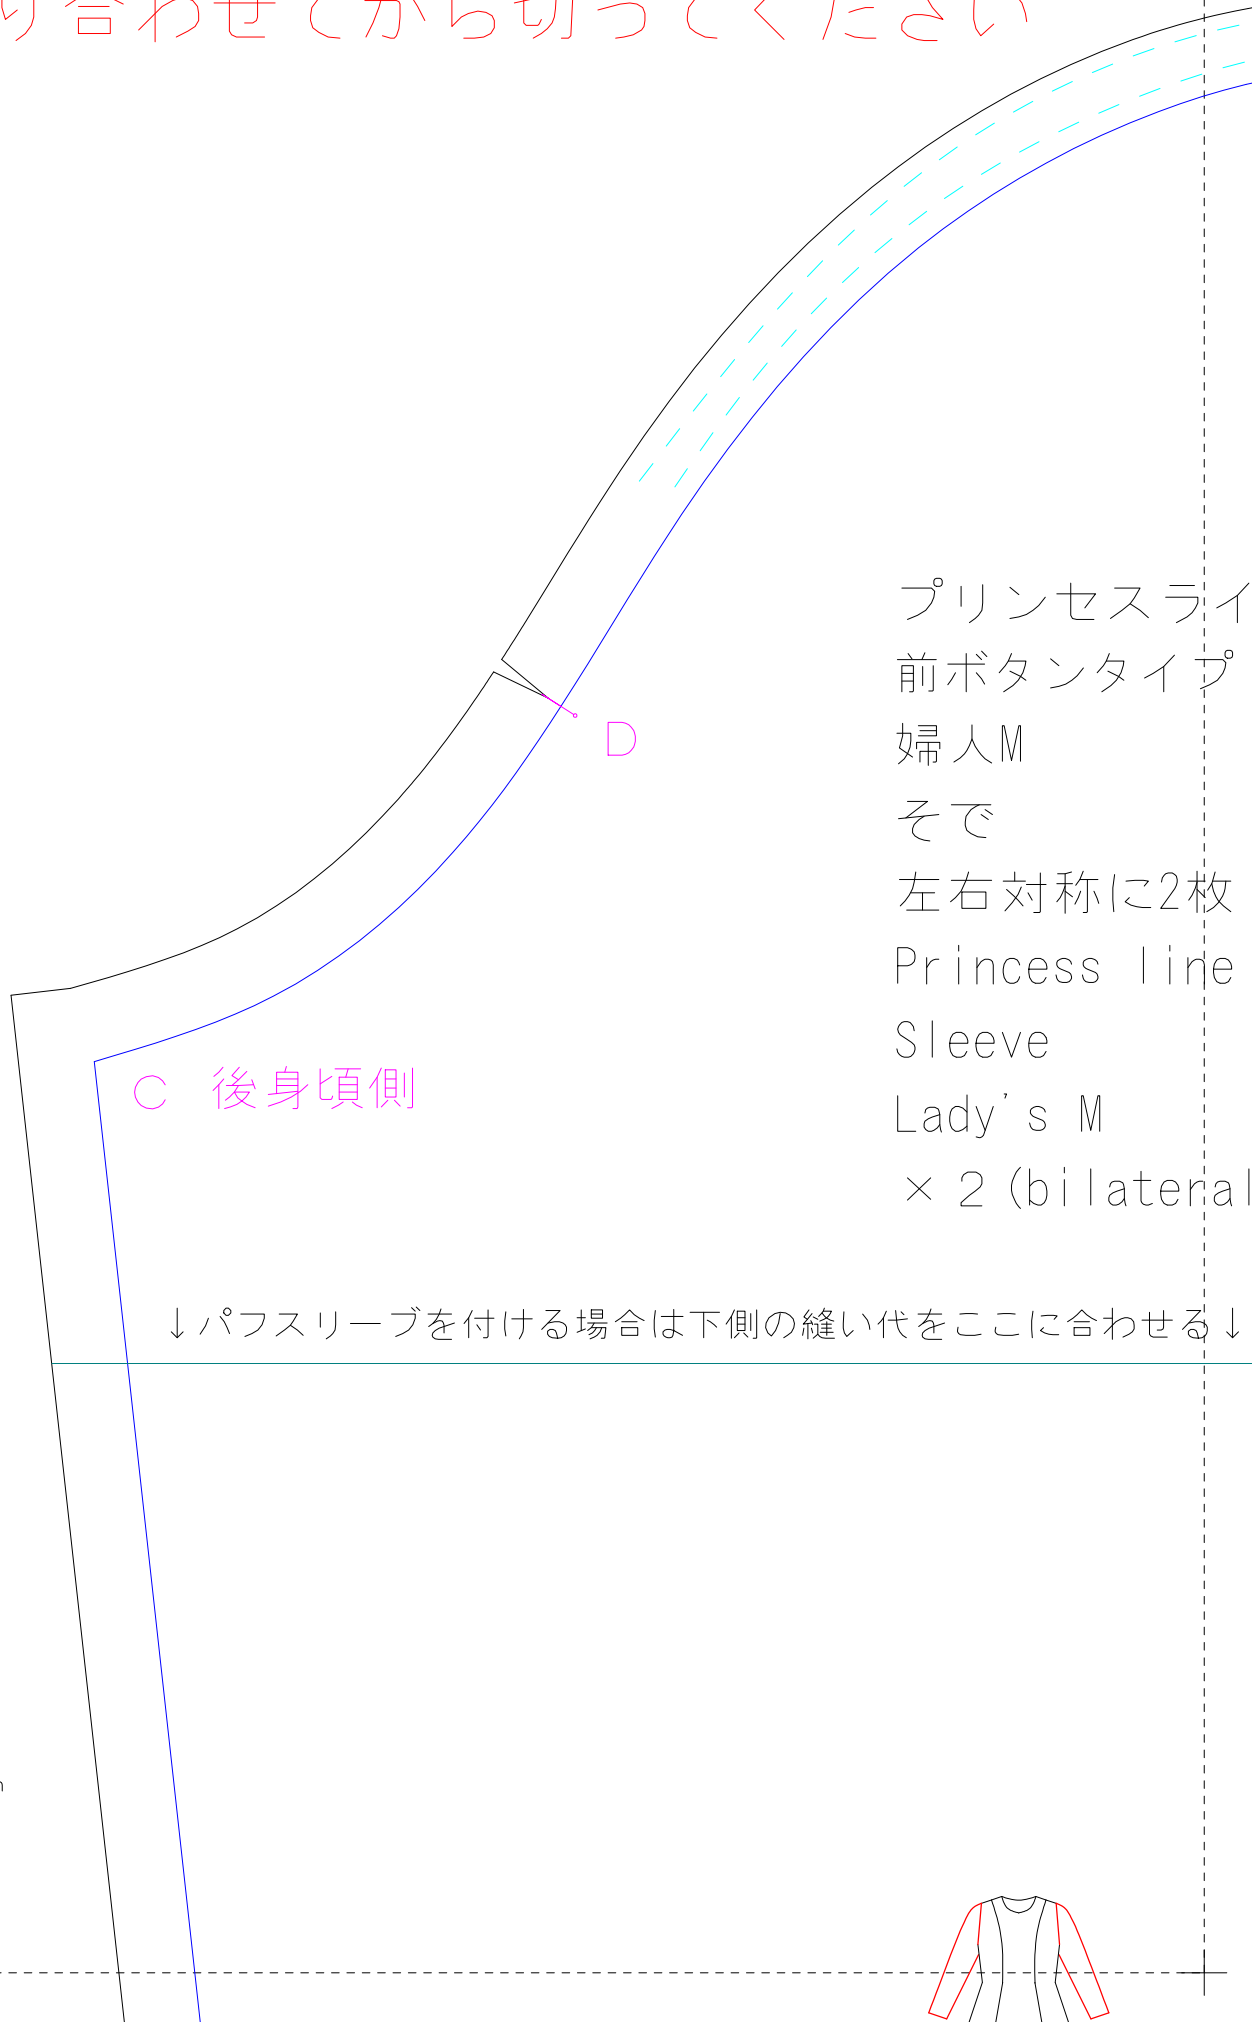 り合わせてから切ってください
プリンセスライ
前ボタンタイプ
婦人M
そで
左右対称に2枚
Princess line
Sleeve
Lady's M
×２(bilateral
D
C 後身頃側
↓パフスリーブを付ける場合は下側の縫い代をここに合わせる↓